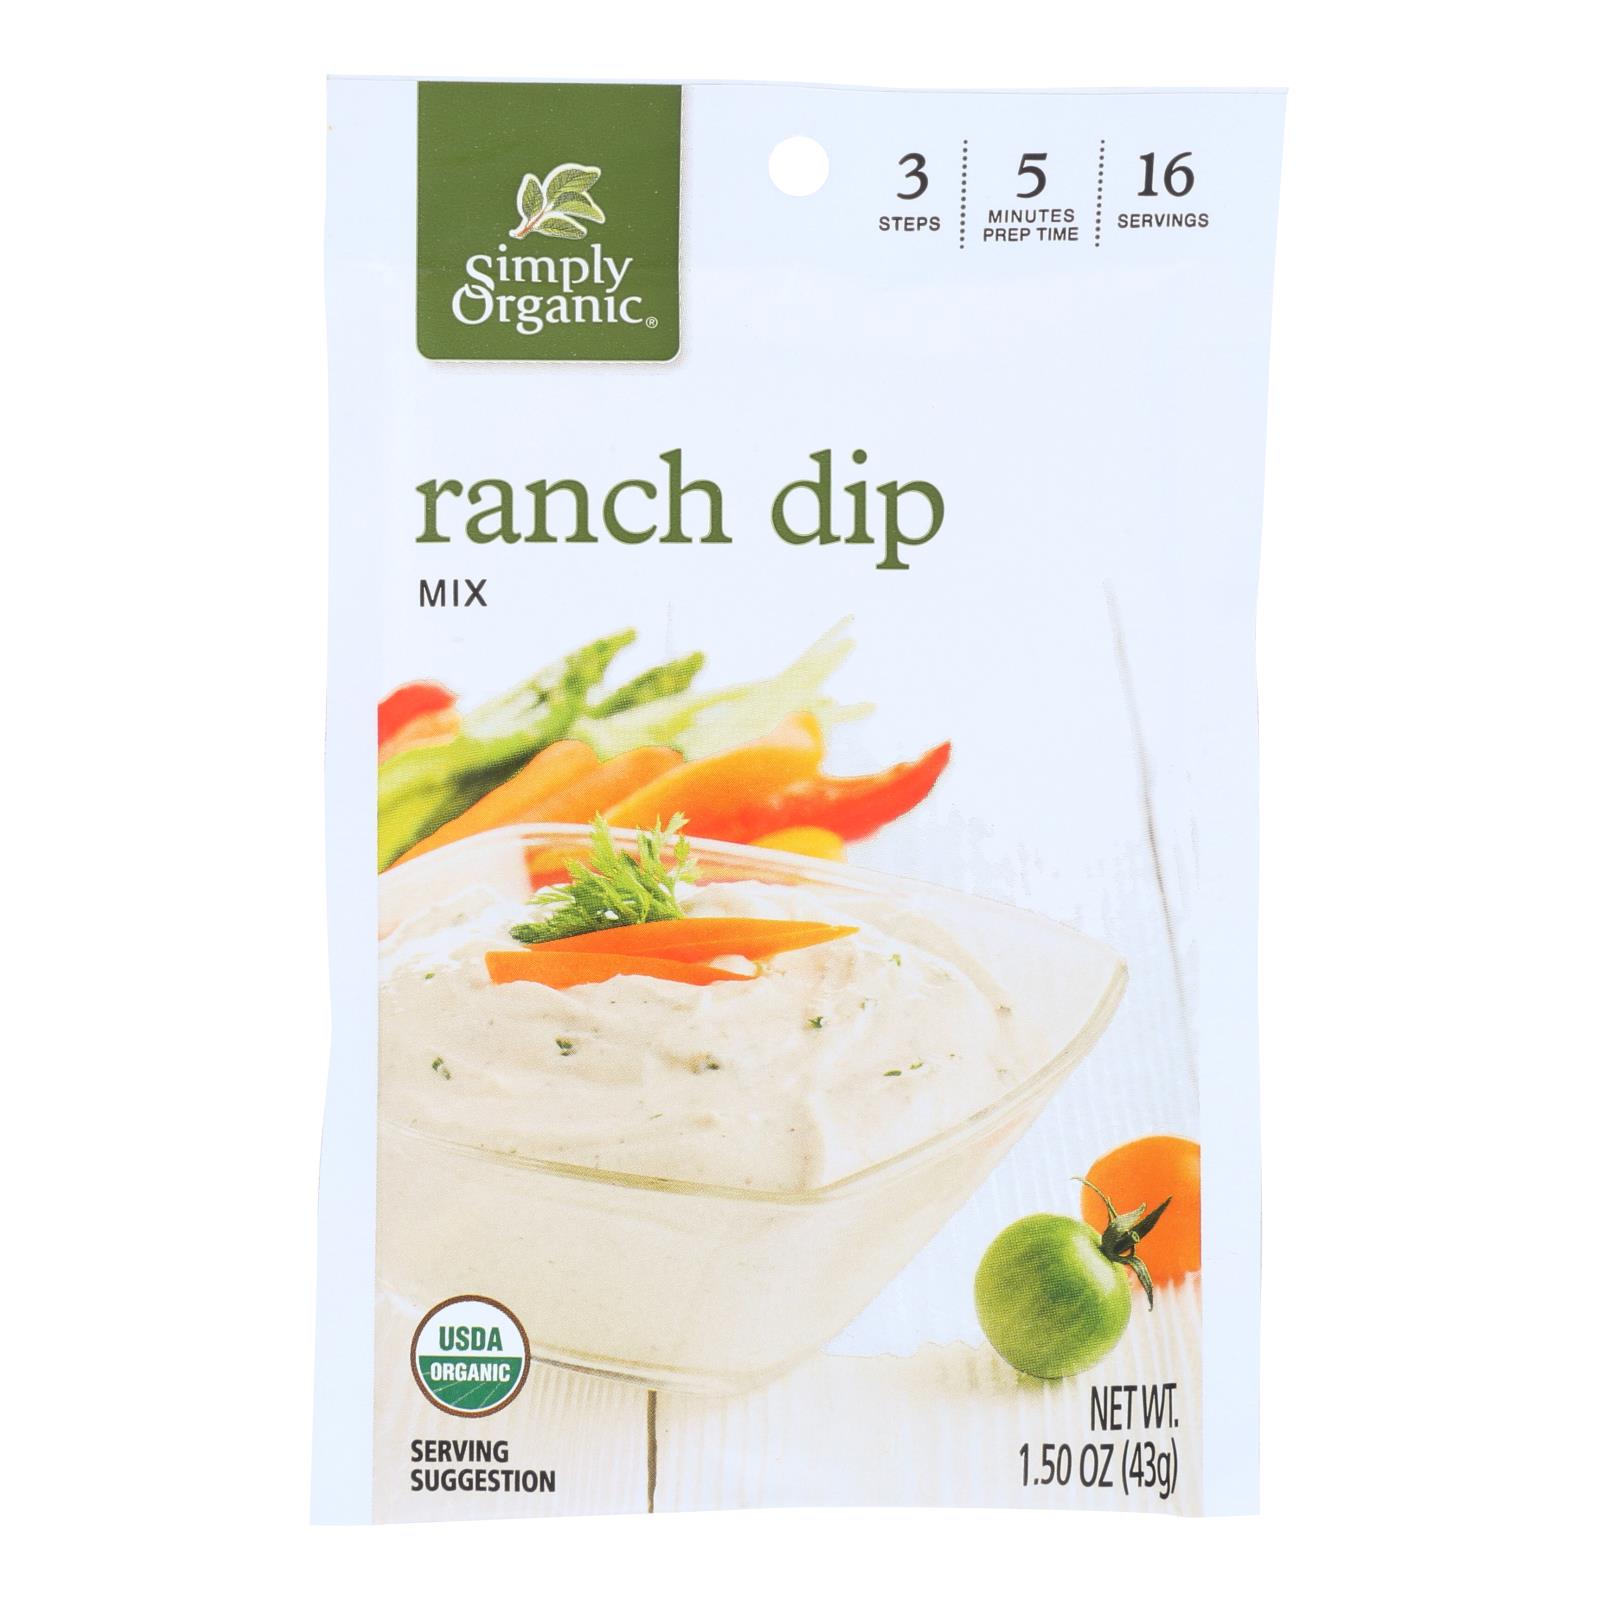 Simply
Organic®
3
STEPS
5
MINUTES
PREP TIME
16
SERVINGS
ranch dip
MIX
USDA
ORGANIC
SERVING
SUGGESTION
NET WT.
1.50 OZ (43g)